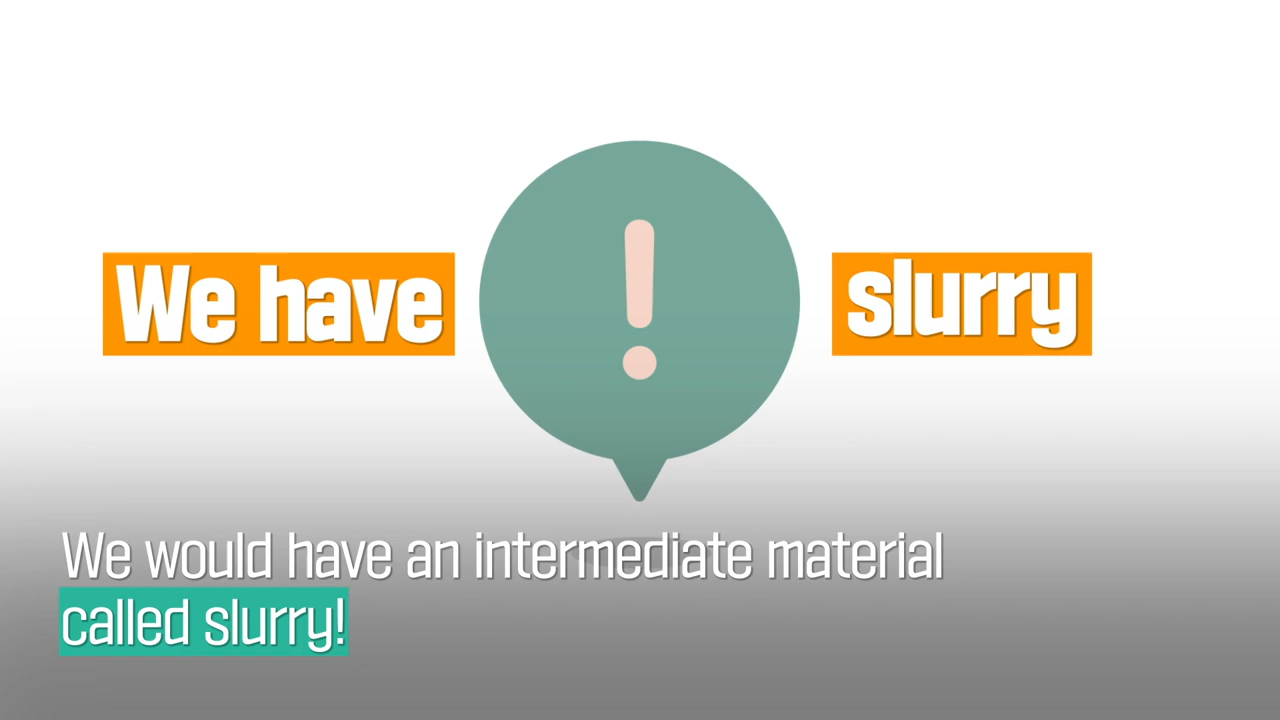 We have
!
slurry
We would have an intermediate material
called slurry!